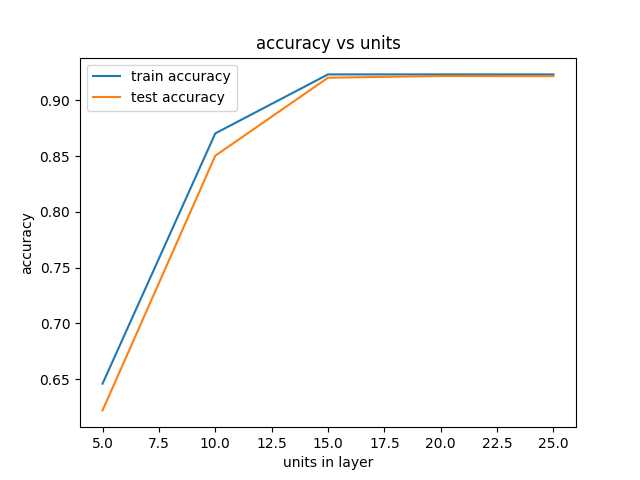 accuracy vs units
train accuracy
test accuracy
0.90
0.85
0.80
0.75
0.70
0.65
accuracy
5.0 7.5 10.0 12.5 15.0 17.5 20.0 22.5 25.0
units in layer